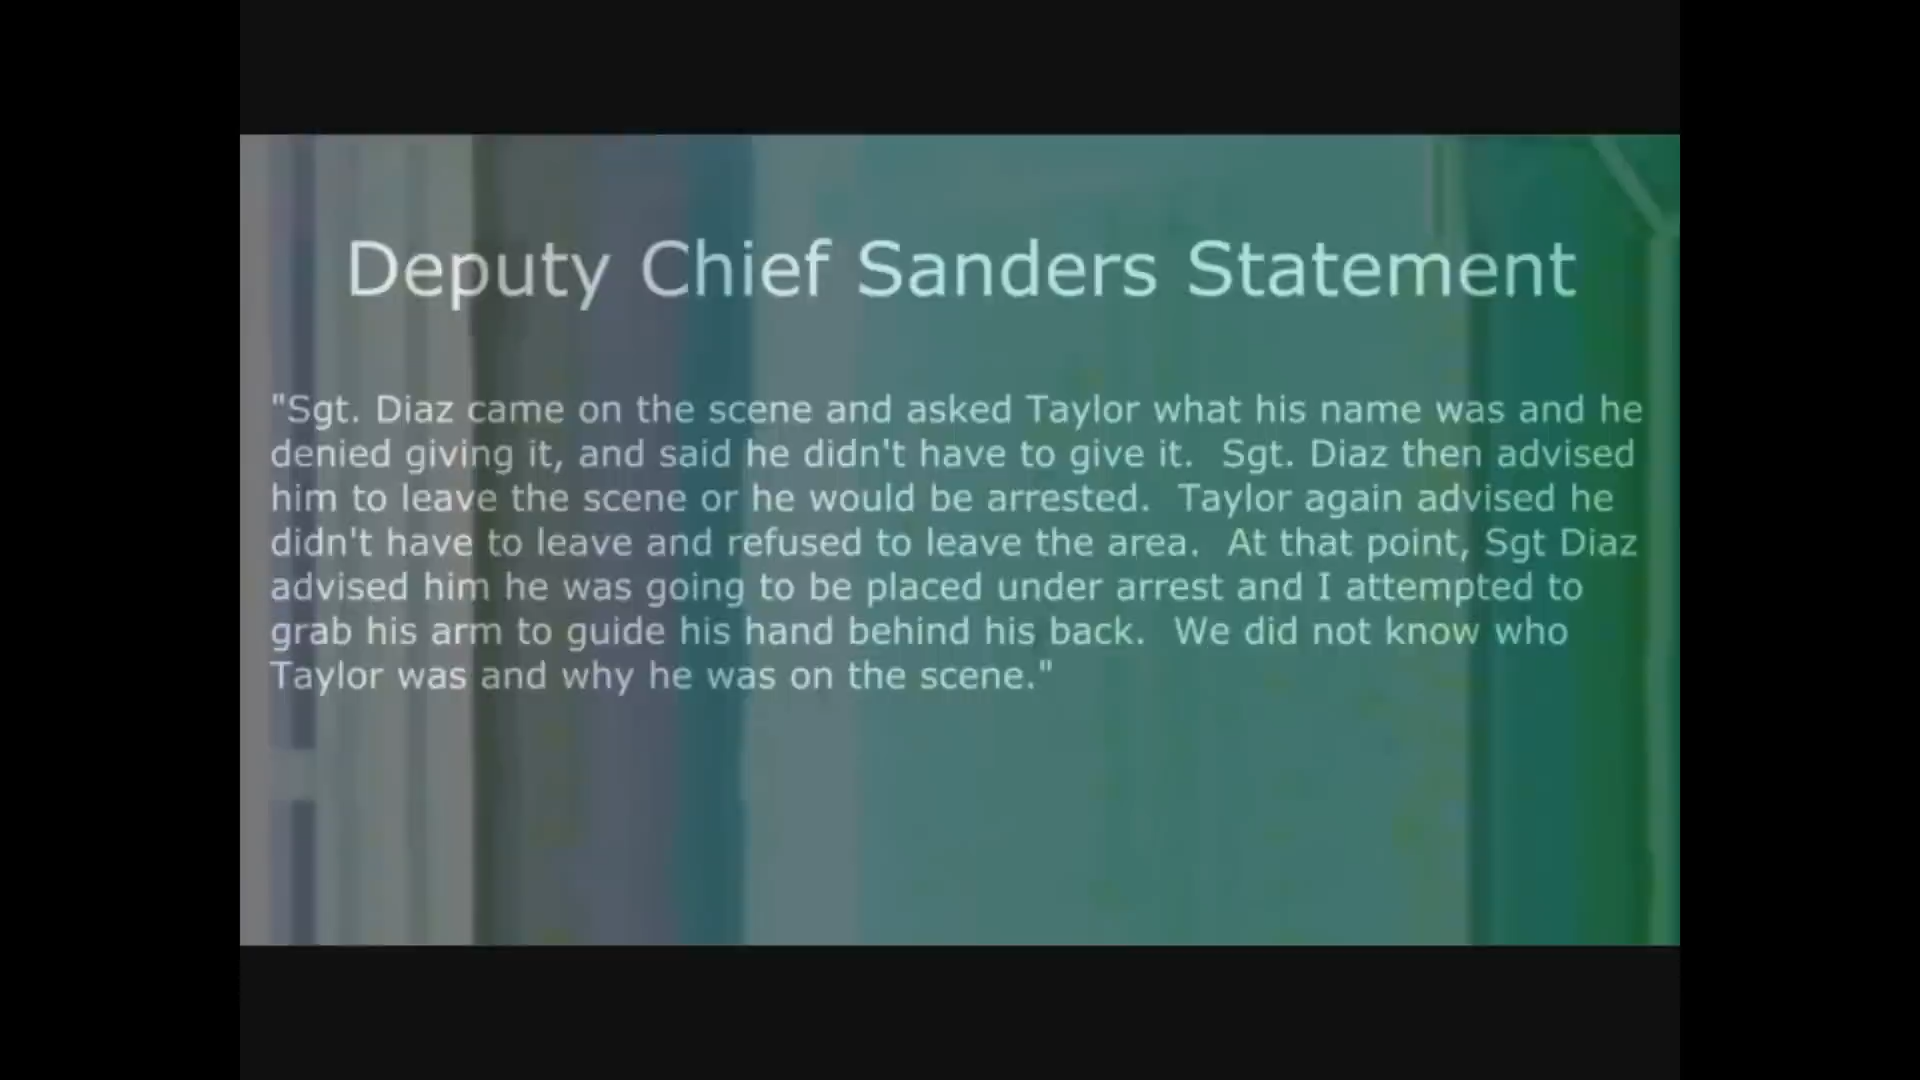 Deputy Chief Sanders Statement
"Sgt. Diaz came on the scene and asked Taylor what his name was and he
denied giving it, and said he didn't have to give it.  Sgt. Diaz then advised
him to leave the scene or he would be arrested.  Taylor again advised he
didn't have to leave and refused to leave the area.  At that point, Sgt Diaz
advised him he was going to be placed under arrest and I attempted to
grab his arm to guide his hand behind his back.  We did not know who
Taylor was and why he was on the scene."